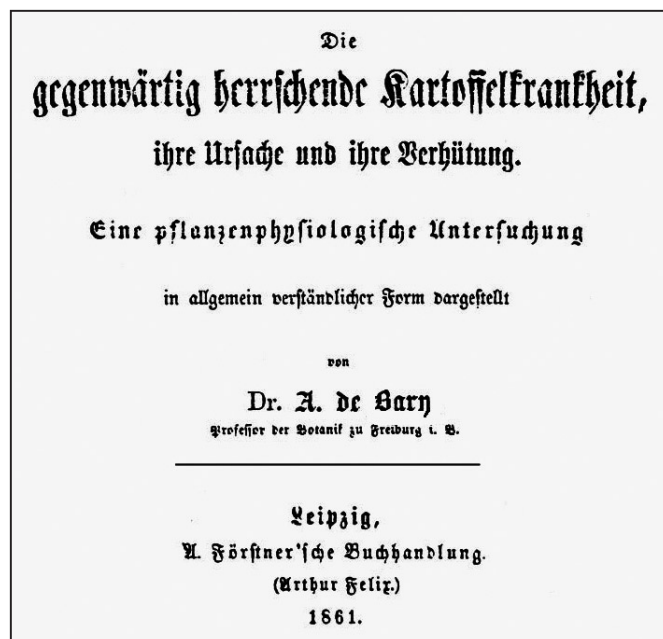 Die
gegenwärtig herrschende Kartoffelkrankheit,
ihre Ursache und ihre Verhütung.
Eine pflanzenphysiologische Untersuchung
in allgemein verständlicher Form dargestellt
von
Dr. A. de Bary
Professor der Botanik zu Freiburg i. B.
Leipzig,
A. Förstner'sche Buchhandlung.
(Arthur Felix.)
1861.